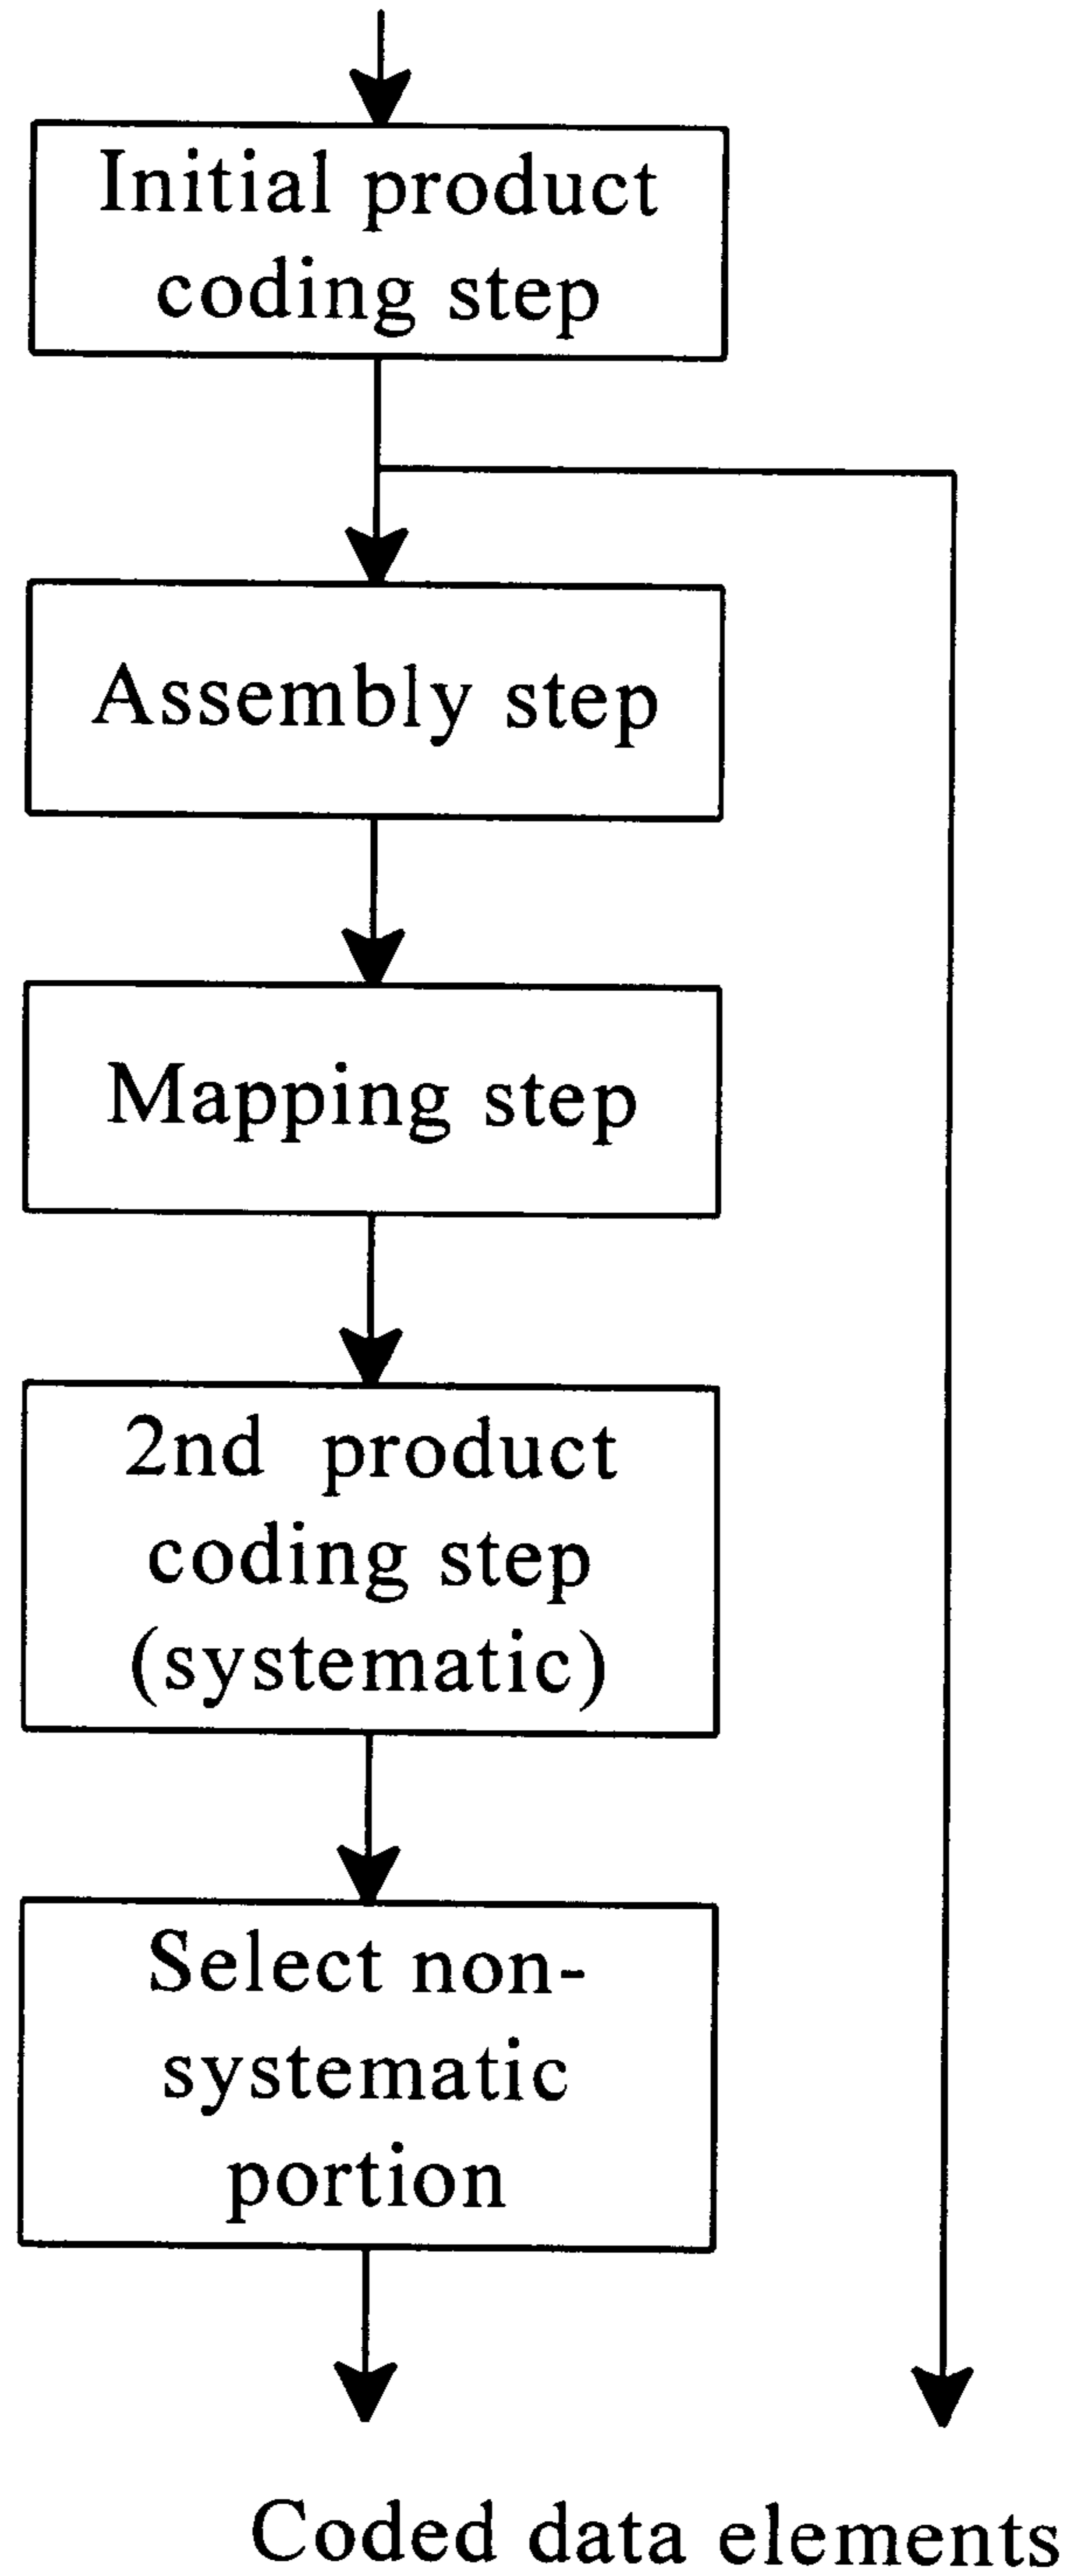 Initial product
coding step
Assembly step
Mapping step
2nd product
coding step
(systematic)
Select non-
systematic
portion
Coded data elements